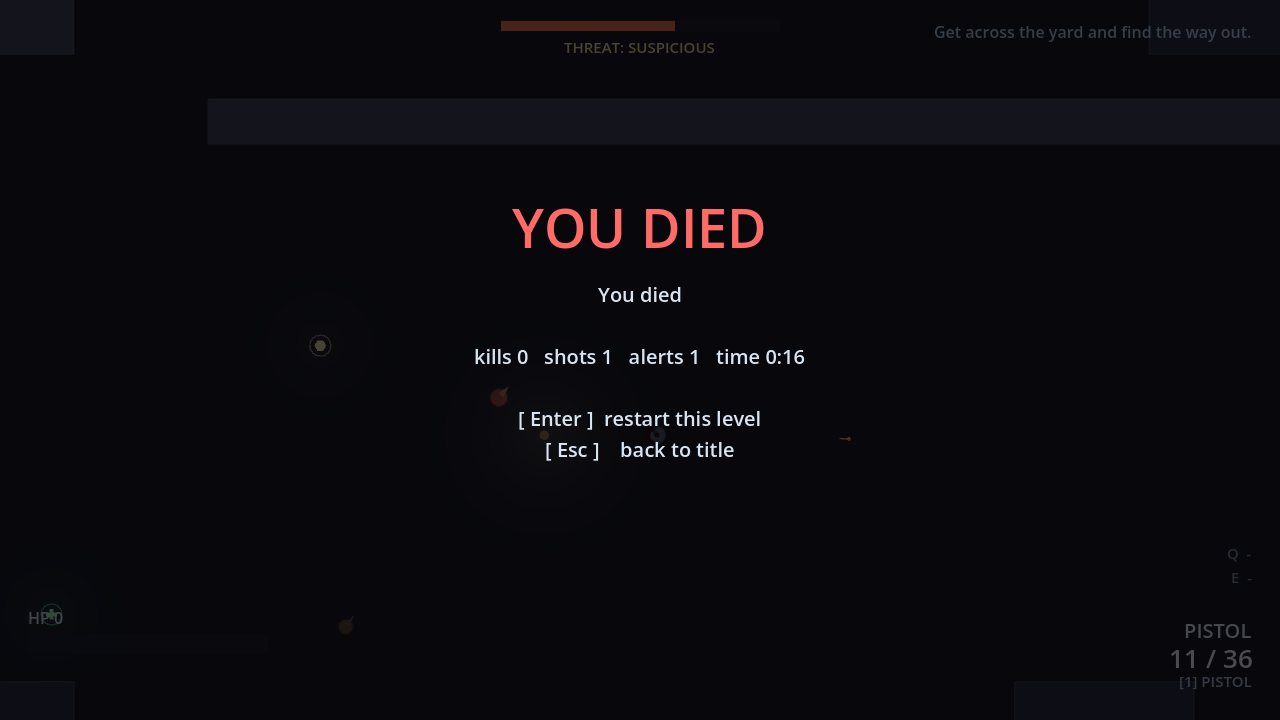 THREAT: SUSPICIOUS
Get across the yard and find the way out.
YOU DIED
You died
kills 0   shots 1   alerts 1   time 0:16
[ Enter ]  restart this level
[ Esc ]    back to title
Q  -
E  -
HP 0
PISTOL
11 / 36
[1] PISTOL